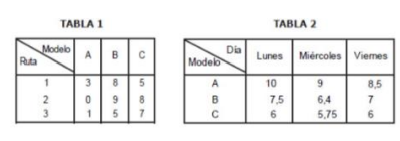 TABLA 1
Modelo A B C
Ruta
1 3 8 5
2 0 9 8
3 1 5 7
TABLA 2
Día Lunes Miércoles Viernes
Modelo
A 10 9 8,5
B 7,5 6,4 7
C 6 5,75 6